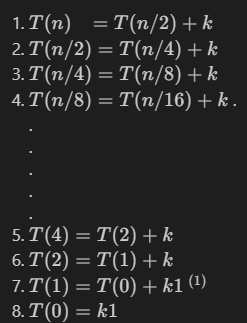 1. T(n) = T(n/2) + k
2. T(n/2) = T(n/4) + k
3. T(n/4) = T(n/8) + k
4. T(n/8) = T(n/16) + k .
.
.
.
.
.
5. T(4) = T(2) + k
6. T(2) = T(1) + k
7. T(1) = T(0) + k1 (1)
8. T(0) = k1